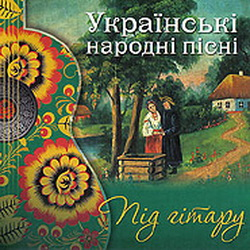 Українські
народні пісні
Під гітару